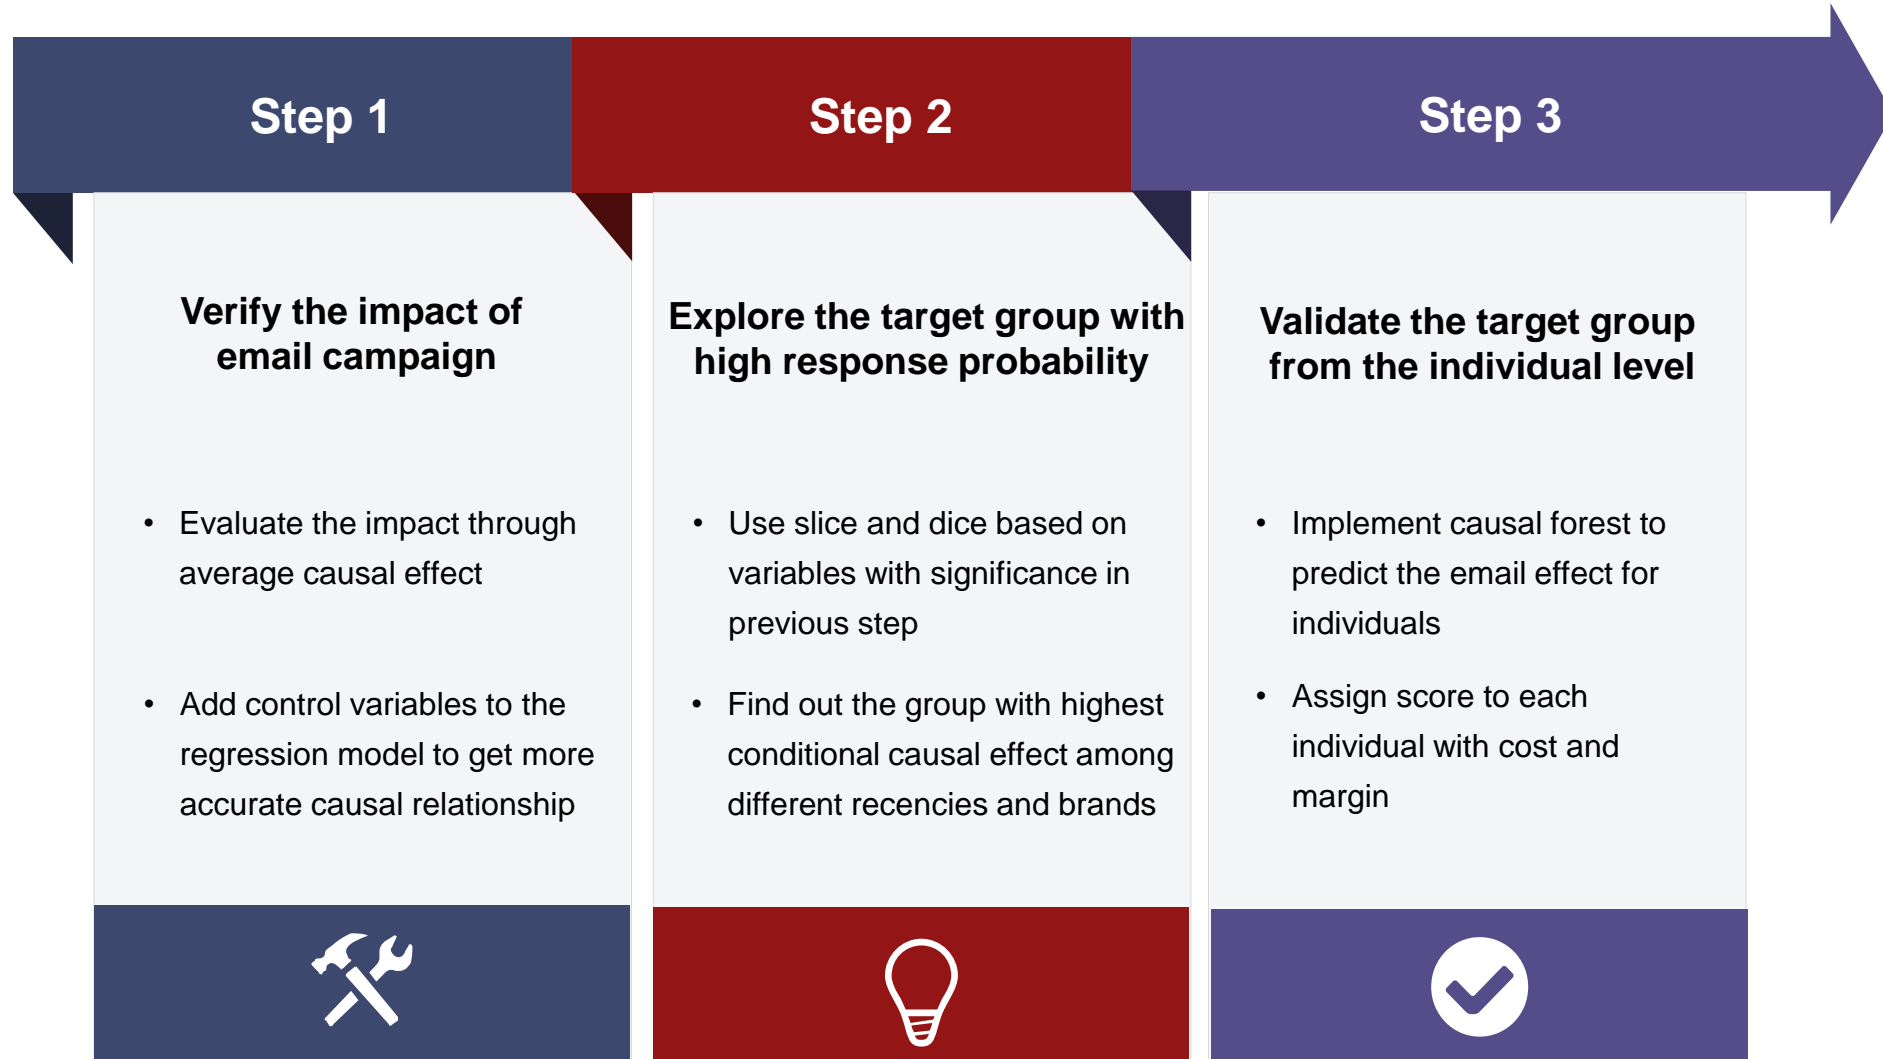 Step 1
Step 2
Step 3
Verify the impact of
email campaign
• Evaluate the impact through
average causal effect
• Add control variables to the
regression model to get more
accurate causal relationship
Explore the target group with
high response probability
• Use slice and dice based on
variables with significance in
previous step
• Find out the group with highest
conditional causal effect among
different recencies and brands
Validate the target group
from the individual level
• Implement causal forest to
predict the email effect for
individuals
• Assign score to each
individual with cost and
margin